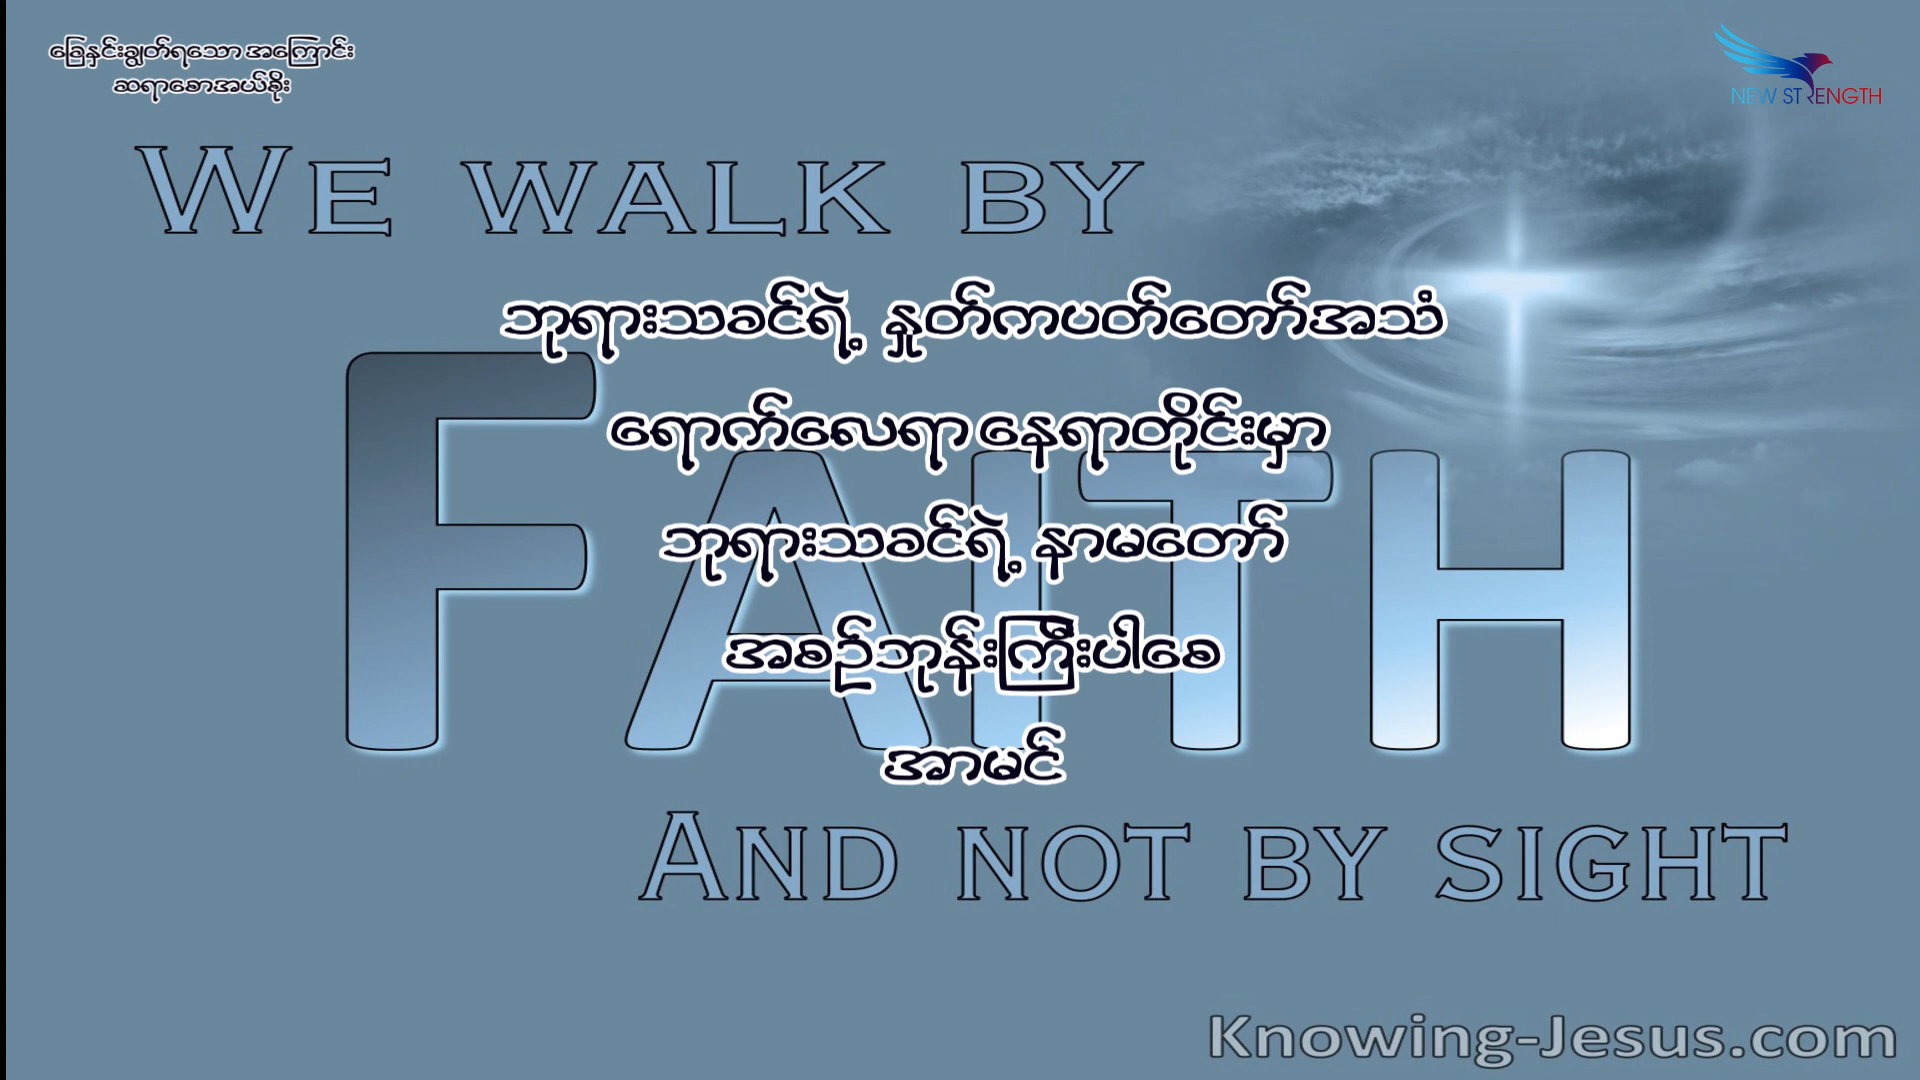 ခြေနှင်းချွတ်ရသော အကြောင်း
ဆရာစောအယ်ခိုး
NEW STRENGTH
WE WALK BY
ဘုရားသခင်ရဲ့ နှုတ်ကပတ်တော်အသံ
ရောက်လေရာ နေရာတိုင်းမှာ
FAITH
ဘုရားသခင်ရဲ့ နာမတော်
အစဉ်ဘုန်းကြီးပါစေ
အာမင်
AND NOT BY SIGHT
Knowing-Jesus.com